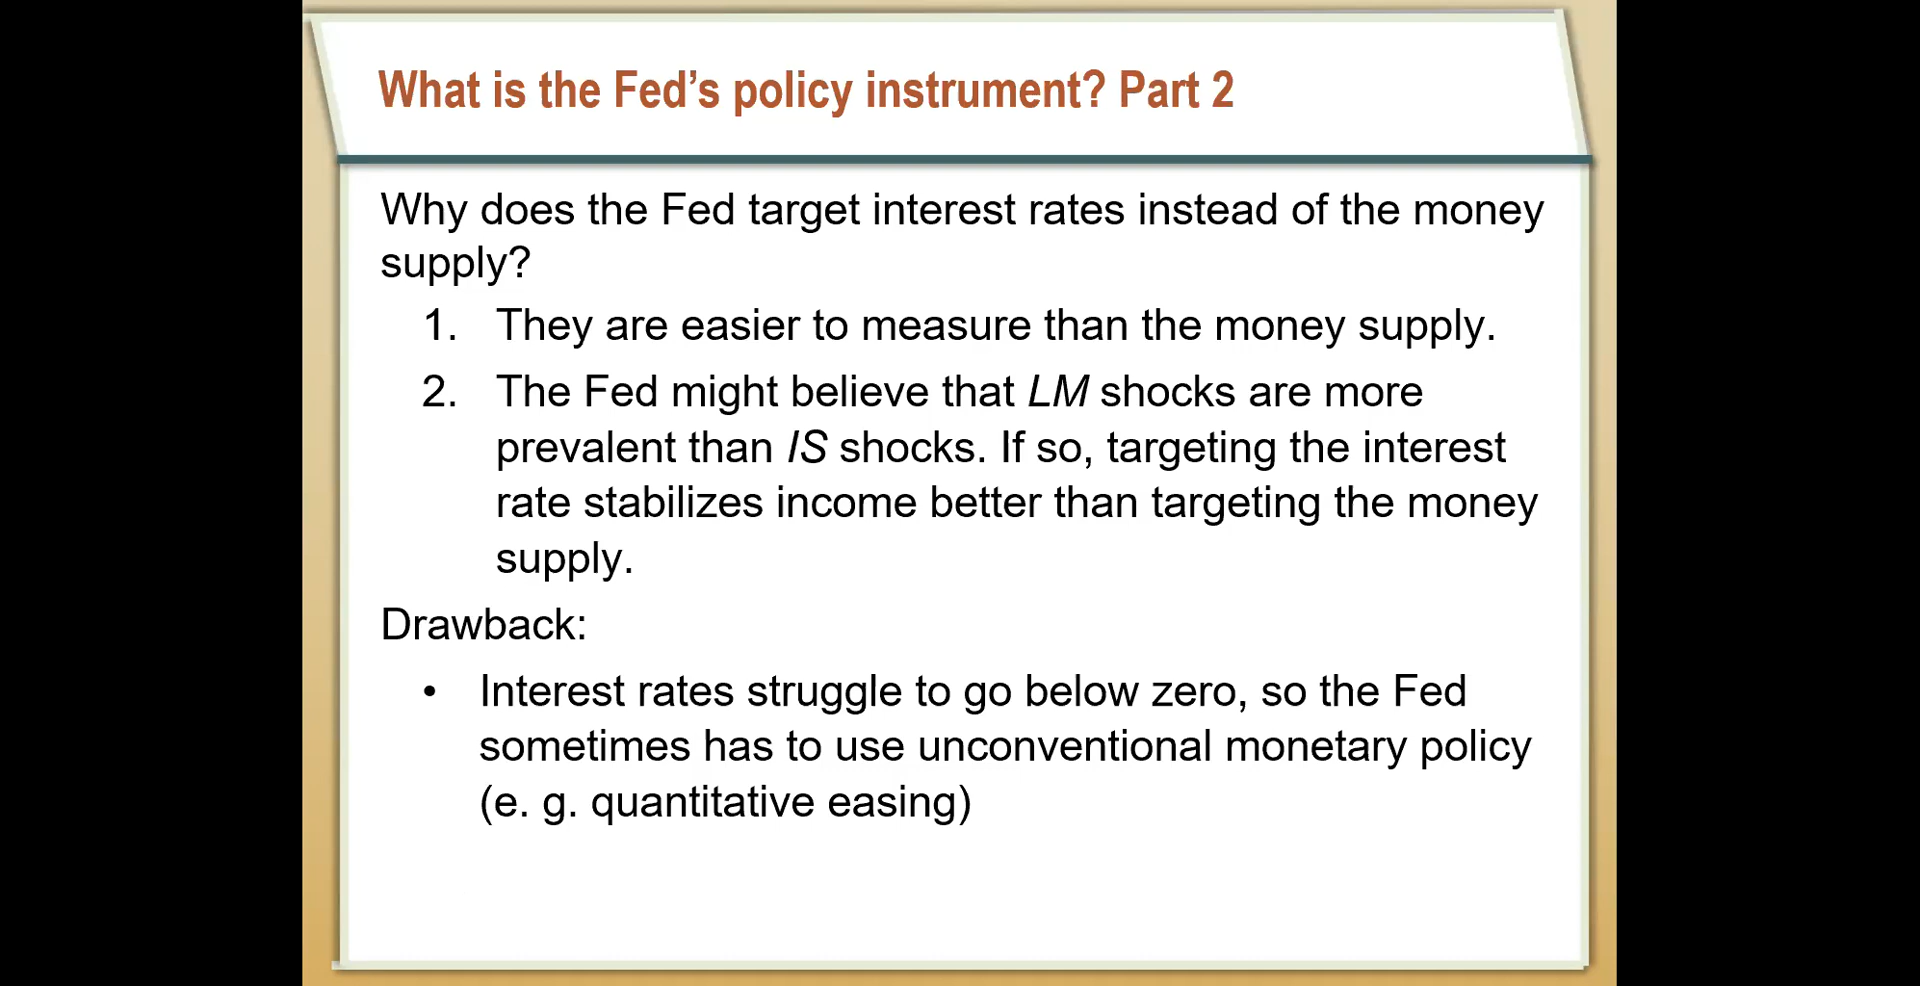 What is the Fed’s policy instrument? Part 2
Why does the Fed target interest rates instead of the money
supply?
1. They are easier to measure than the money supply.
2. The Fed might believe that LM shocks are more
prevalent than IS shocks. If so, targeting the interest
rate stabilizes income better than targeting the money
supply.
Drawback:
• Interest rates struggle to go below zero, so the Fed
sometimes has to use unconventional monetary policy
(e. g. quantitative easing)